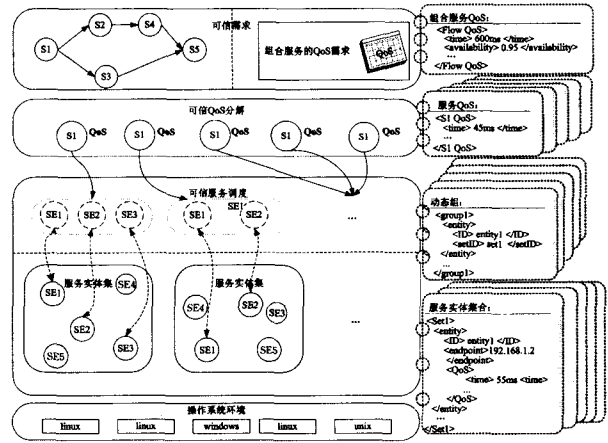 可信需求
S1
S2
S4
S3
S5
组合服务的QoS需求
QoS
组合服务QoS:
<Flow QoS>
<time> 600ms </time>
<availability> 0.95 </availability>
...
</Flow QoS>
可信QoS分解
S1 QoS
S1 QoS
S1 QoS
S1 QoS
S1 QoS
服务QoS:
<S1 QoS>
<time> 45ms </time>
...
</S1 QoS>
可信服务调度
SE1
SE2
SE3
SE1
SE1
SE2
...
动态组:
<group1>
<entity>
<ID> entity1 </ID>
<setID> set1 </setID>
</entity>
...
</group1>
服务实体集
SE1
SE4
SE2
SE5
SE3
服务实体集
SE4
SE2
SE3
SE1
SE5
...
服务实体集合:
<Set1>
<entity>
<ID> entity1 </ID>
<endpoint>192.168.1.2
</endpoint>
<QoS>
<time> 55ms <time>
...
</QoS>
</entity>
...
</Set1>
操作系统环境
linux
linux
windows
linux
unix